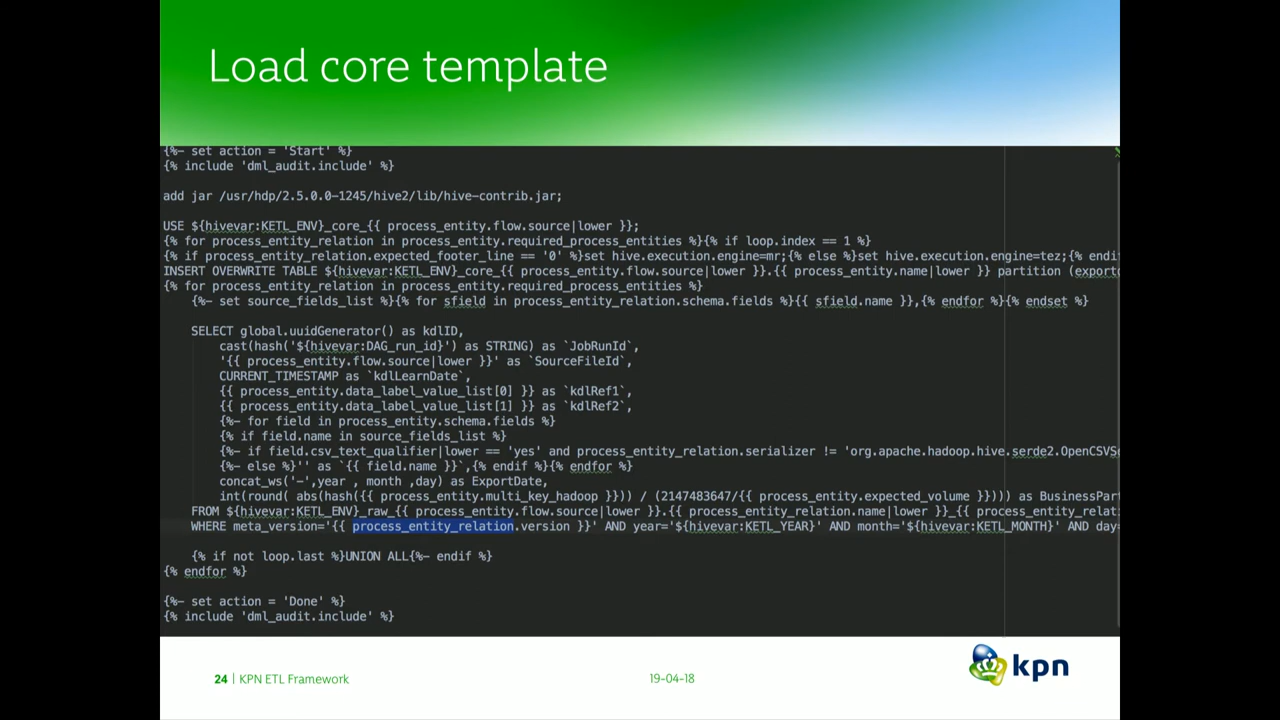 Load core template
{%- set action = 'Start' %}
{% include 'dml_audit.include' %}
add jar /usr/hdp/2.5.0.0-1245/hive2/lib/hive-contrib.jar;
USE ${hivevar:KETL_ENV}_core_{{ process_entity.flow.source|lower }};
{% for process_entity_relation in process_entity.required_process_entities %}{% if loop.index == 1 %}
{% if process_entity_relation.expected_footer_line == '0' %}set hive.execution.engine=mr;{% else %}set hive.execution.engine=tez;{% endif
INSERT OVERWRITE TABLE ${hivevar:KETL_ENV}_core_{{ process_entity.flow.source|lower }}.{{ process_entity.name|lower }} partition (exportd
{% for process_entity_relation in process_entity.required_process_entities %}
{%- set source_fields_list %}{% for sfield in process_entity_relation.schema.fields %}{{ sfield.name }},{% endfor %}{% endset %}
SELECT global.uuidGenerator() as kdlID,
cast(hash('${hivevar:DAG_run_id}') as STRING) as `JobRunId`,
'{{ process_entity.flow.source|lower }}' as `SourceFileId`,
CURRENT_TIMESTAMP as `kdlLearnDate`,
{{ process_entity.data_label_value_list[0] }} as `kdlRef1`,
{{ process_entity.data_label_value_list[1] }} as `kdlRef2`,
{%- for field in process_entity.schema.fields %}
{% if field.name in source_fields_list %}
{%- if field.csv_text_qualifier|lower == 'yes' and process_entity_relation.serializer != 'org.apache.hadoop.hive.serde2.OpenCSVS
{%- else %}'' as `{{ field.name }}`,{% endif %}{% endfor %}
concat_ws('-',year , month ,day) as ExportDate,
int(round( abs(hash({{ process_entity.multi_key_hadoop }})) / (2147483647/{{ process_entity.expected_volume }}))) as BusinessPar
FROM ${hivevar:KETL_ENV}_raw_{{ process_entity.flow.source|lower }}.{{ process_entity_relation.name|lower }}_{{ process_entity_relat
WHERE meta_version='{{ process_entity_relation.version }}' AND year='${hivevar:KETL_YEAR}' AND month='${hivevar:KETL_MONTH}' AND day=
{% if not loop.last %}UNION ALL{%- endif %}
{% endfor %}
{%- set action = 'Done' %}
{% include 'dml_audit.include' %}
24 | KPN ETL Framework
19-04-18
kpn